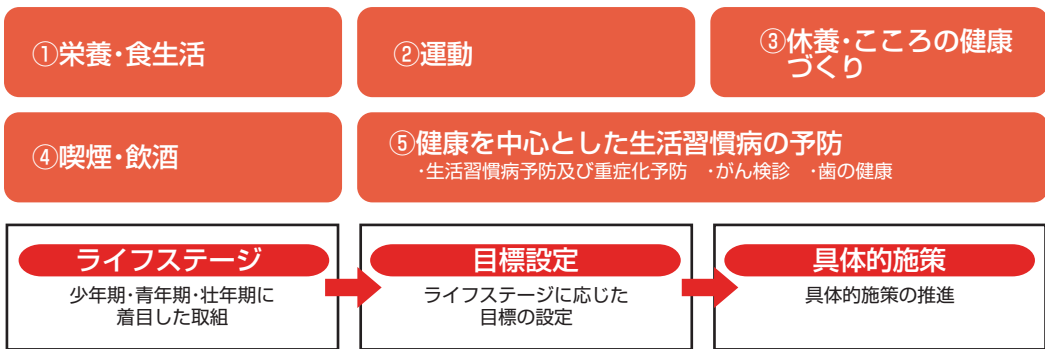 ①栄養・食生活
②運動
③休養・こころの健康
づくり
④喫煙・飲酒
⑤健康を中心とした生活習慣病の予防
・生活習慣病予防及び重症化予防　・がん検診　・歯の健康
ライフステージ
少年期・青年期・壮年期に
着目した取組
目標設定
ライフステージに応じた
目標の設定
具体的施策
具体的施策の推進